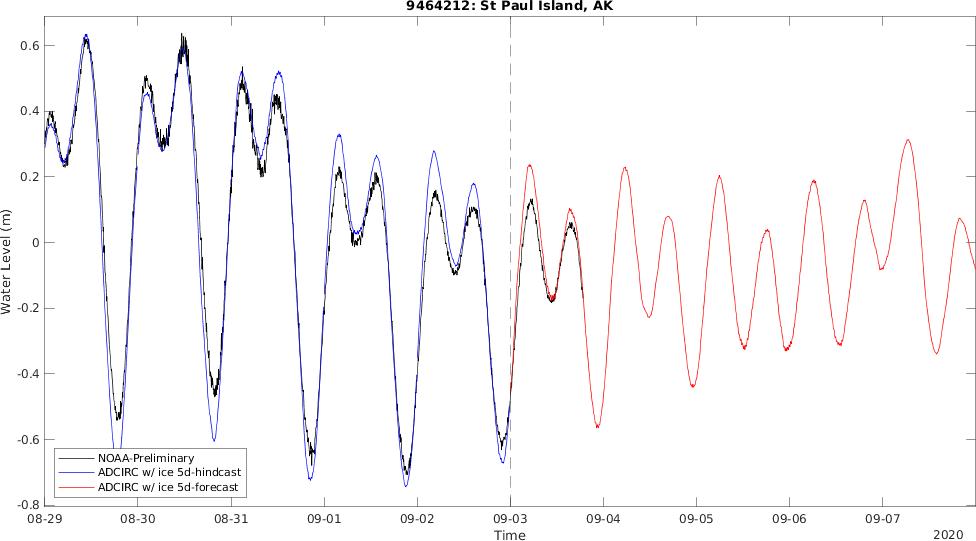 9464212: St Paul Island, AK
0.6
0.4
0.2
0
-0.2
-0.4
-0.6
-0.8
Water Level (m)
NOAA-Preliminary
ADCIRC w/ ice 5d-hindcast
ADCIRC w/ ice 5d-forecast
08-29 08-30 08-31 09-01 09-02 09-03 09-04 09-05 09-06 09-07
Time
2020